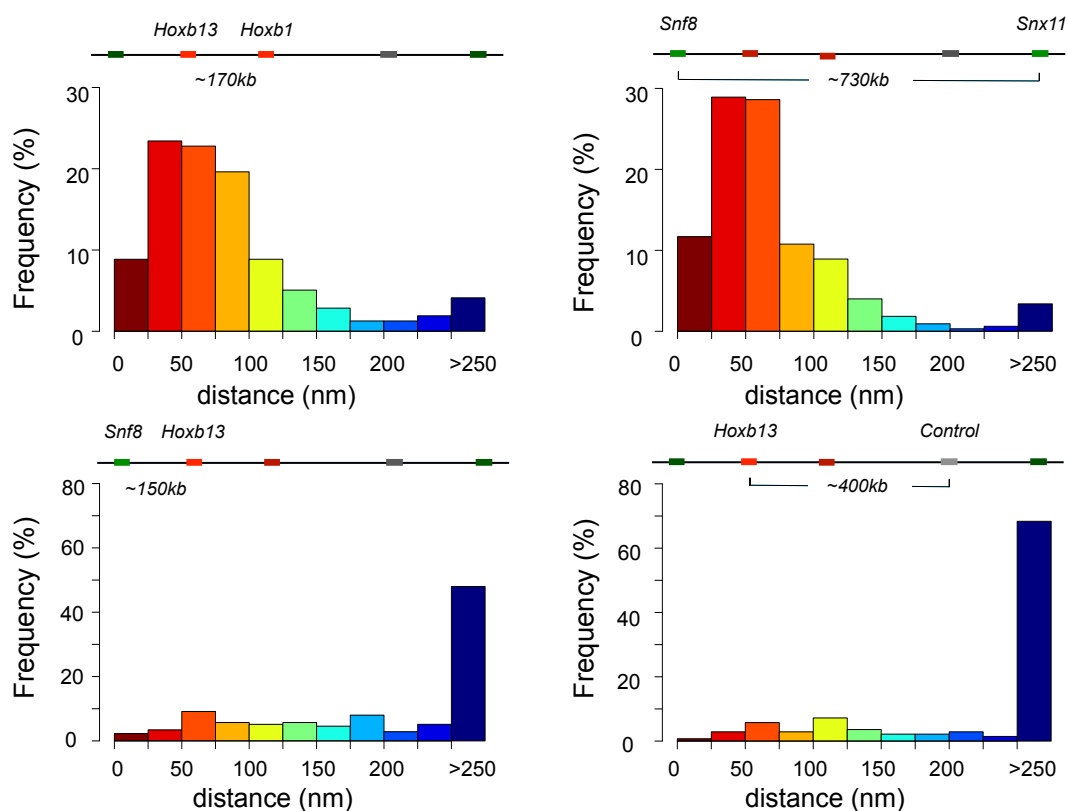 Hoxb13 Hoxb1
~170kb
30
20
10
0
Frequency (%)
0 50 100 150 200 >250
distance (nm)
Snf8 Snx11
~730kb
30
20
10
0
Frequency (%)
0 50 100 150 200 >250
distance (nm)
Snf8 Hoxb13
~150kb
80
60
40
20
0
Frequency (%)
0 50 100 150 200 >250
distance (nm)
Hoxb13 Control
~400kb
80
60
40
20
0
Frequency (%)
0 50 100 150 200 >250
distance (nm)